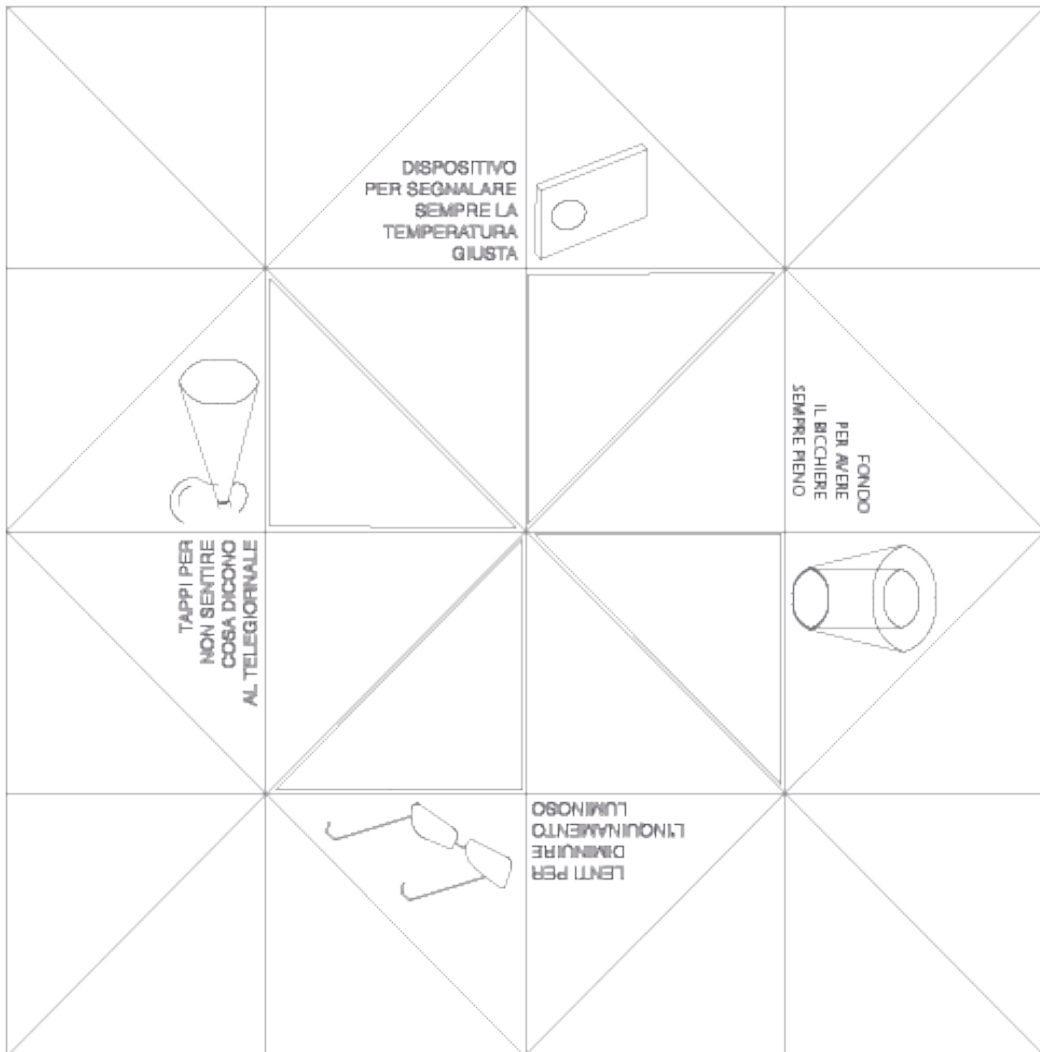 DISPOSITIVO
PER SEGNALARE
SEMPRE LA
TEMPERATURA
GIUSTA
FONDO
PER AVERE
IL BICCHIERE
SEMPRE PIENO
TAPPI PER
NON SENTIRE
COSA DICONO
AL TELEGIORNALE
LENTI PER
DIMINUIRE
L'INQUINAMENTO
LUMINOSO